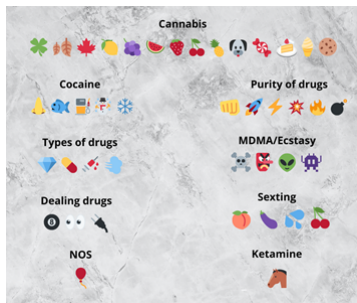 Cannabis
Cocaine
Purity of drugs
Types of drugs
MDMA/Ecstasy
Dealing drugs
Sexting
NOS
Ketamine